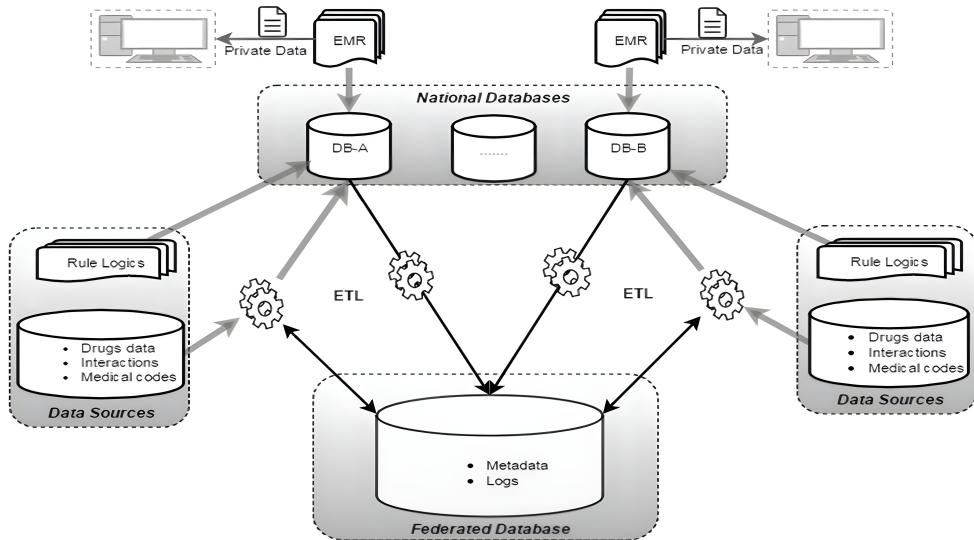 EMR
Private Data
EMR
Private Data
National Databases
DB-A
........
DB-B
Rule Logics
Drugs data
Interactions
Medical codes
Data Sources
ETL
ETL
Rule Logics
Drugs data
Interactions
Medical codes
Data Sources
Metadata
Logs
Federated Database